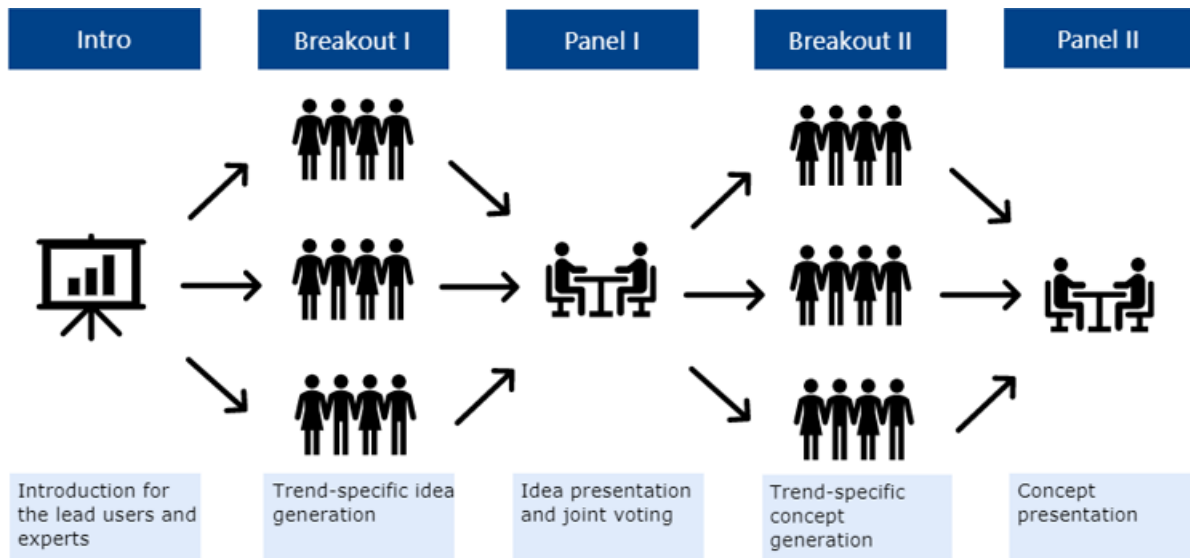 Intro
Breakout I
Panel I
Breakout II
Panel II
Introduction for
the lead users and
experts
Trend-specific idea
generation
Idea presentation
and joint voting
Trend-specific
concept
generation
Concept
presentation